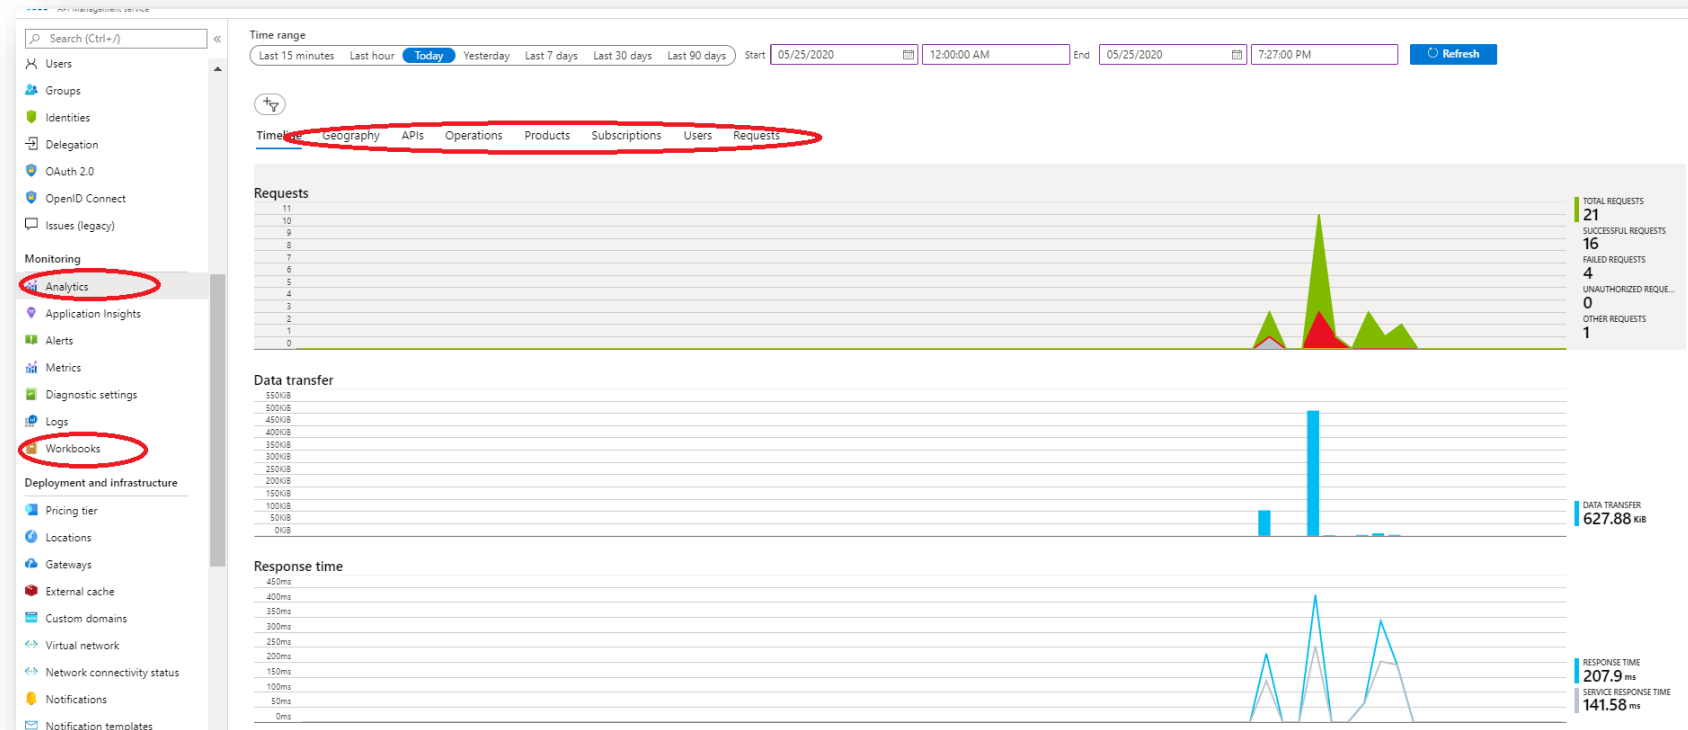 API Management service
Search (Ctrl+/)
«
Users
Groups
Identities
Delegation
OAuth 2.0
OpenID Connect
Issues (legacy)
Monitoring
Analytics
Application Insights
Alerts
Metrics
Diagnostic settings
Logs
Workbooks
Deployment and infrastructure
Pricing tier
Locations
Gateways
External cache
Custom domains
Virtual network
Network connectivity status
Notifications
Notification templates
Time range
Last 15 minutes Last hour Today Yesterday Last 7 days Last 30 days Last 90 days Start 05/25/2020 12:00:00 AM End 05/25/2020 7:27:00 PM Refresh
Timeline Geography APIs Operations Products Subscriptions Users Requests
Requests
11
10
9
8
7
6
5
4
3
2
1
0
TOTAL REQUESTS
21
SUCCESSFUL REQUESTS
16
FAILED REQUESTS
4
UNAUTHORIZED REQUE...
0
OTHER REQUESTS
1
Data transfer
550KiB
500KiB
450KiB
400KiB
350KiB
300KiB
250KiB
200KiB
150KiB
100KiB
50KiB
0KiB
DATA TRANSFER
627.88 KiB
Response time
450ms
400ms
350ms
300ms
250ms
200ms
150ms
100ms
50ms
0ms
RESPONSE TIME
207.9 ms
SERVICE RESPONSE TIME
141.58 ms